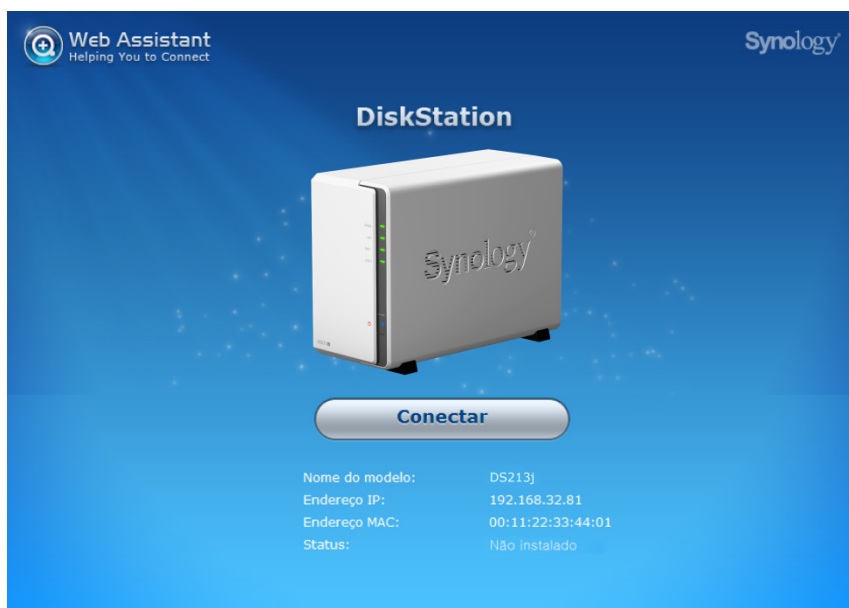 Web Assistant
Helping You to Connect
Synology
DiskStation
Synology
Conectar
Nome do modelo: DS213j
Endereço IP: 192.168.32.81
Endereço MAC: 00:11:22:33:44:01
Status: Não instalado